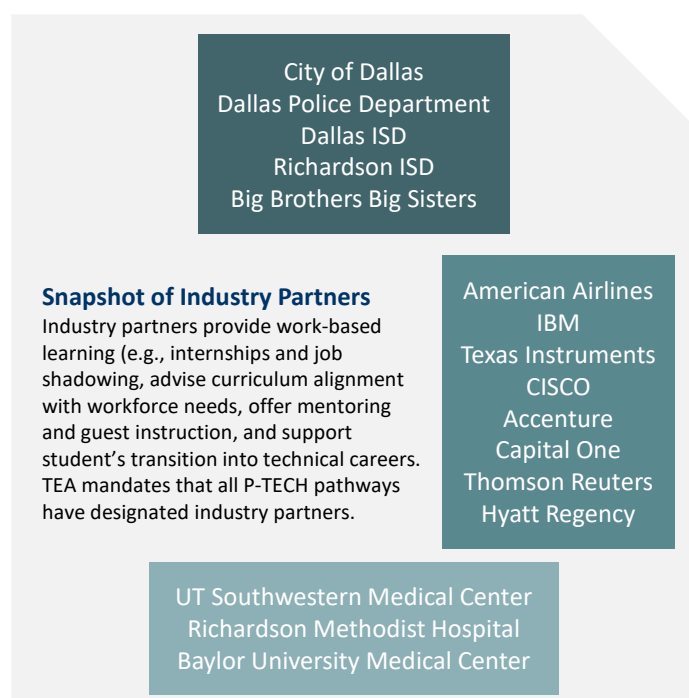 City of Dallas
Dallas Police Department
Dallas ISD
Richardson ISD
Big Brothers Big Sisters
Snapshot of Industry Partners
Industry partners provide work-based
learning (e.g., internships and job
shadowing, advise curriculum alignment
with workforce needs, offer mentoring
and guest instruction, and support
student’s transition into technical careers.
TEA mandates that all P-TECH pathways
have designated industry partners.
American Airlines
IBM
Texas Instruments
CISCO
Accenture
Capital One
Thomson Reuters
Hyatt Regency
UT Southwestern Medical Center
Richardson Methodist Hospital
Baylor University Medical Center